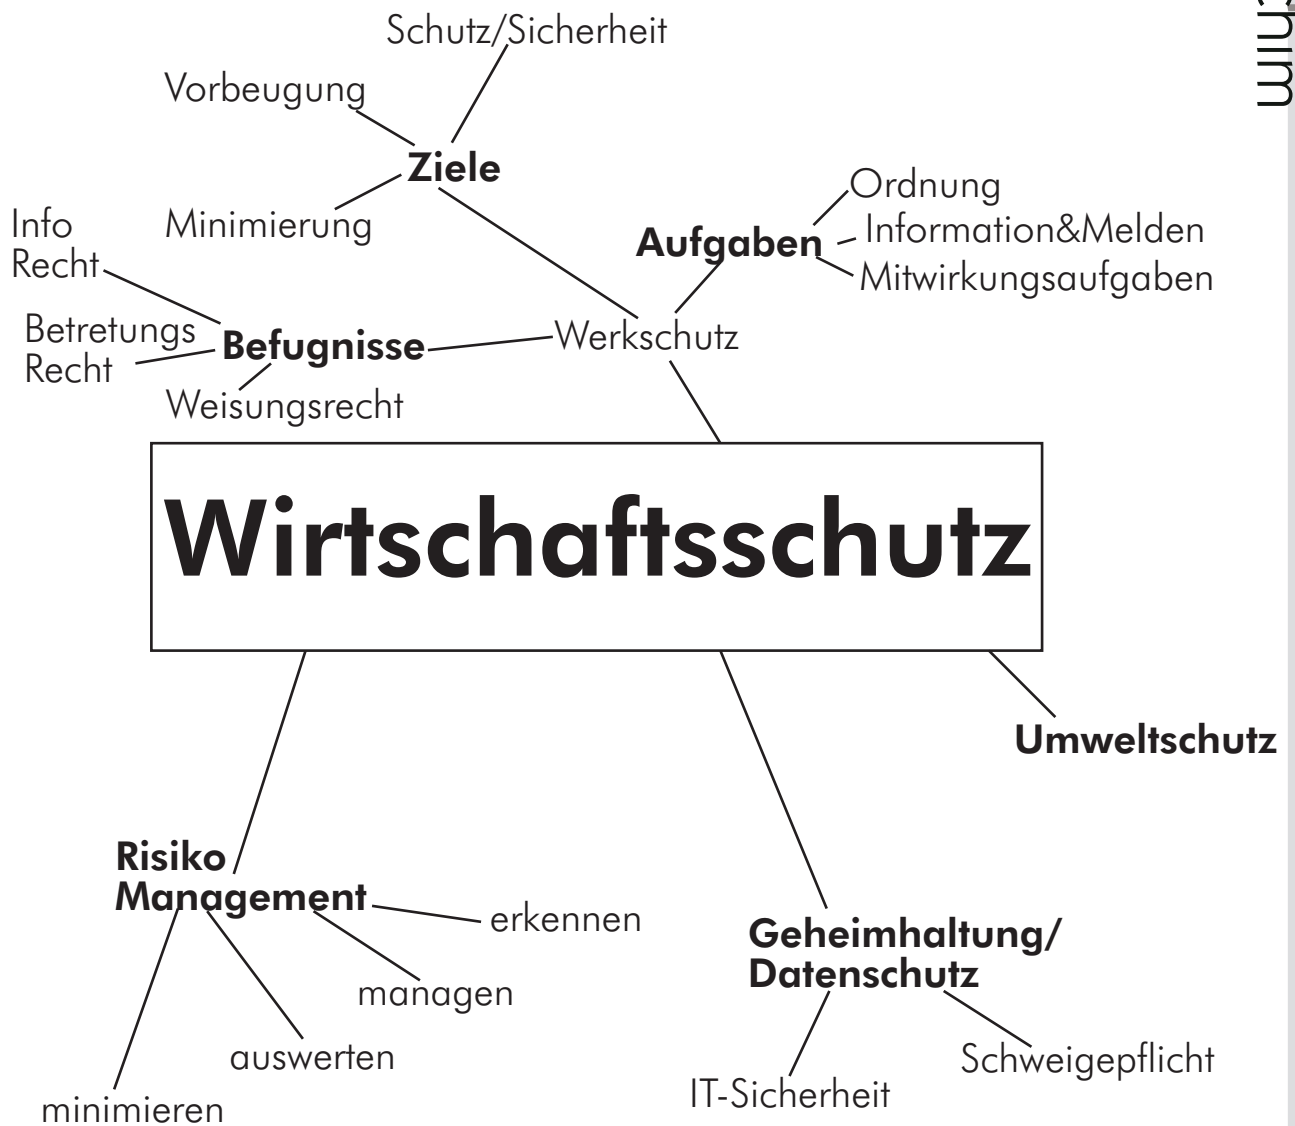 Schutz/Sicherheit
Vorbeugung
Ziele
Minimierung
Ordnung
Aufgaben
Information&Melden
Mitwirkungsaufgaben
Info
Recht
Betretungs
Recht
Befugnisse
Werkschutz
Weisungsrecht
Wirtschaftsschutz
Umweltschutz
Risiko
Management
erkennen
managen
auswerten
minimieren
Geheimhaltung/
Datenschutz
Schweigepflicht
IT-Sicherheit